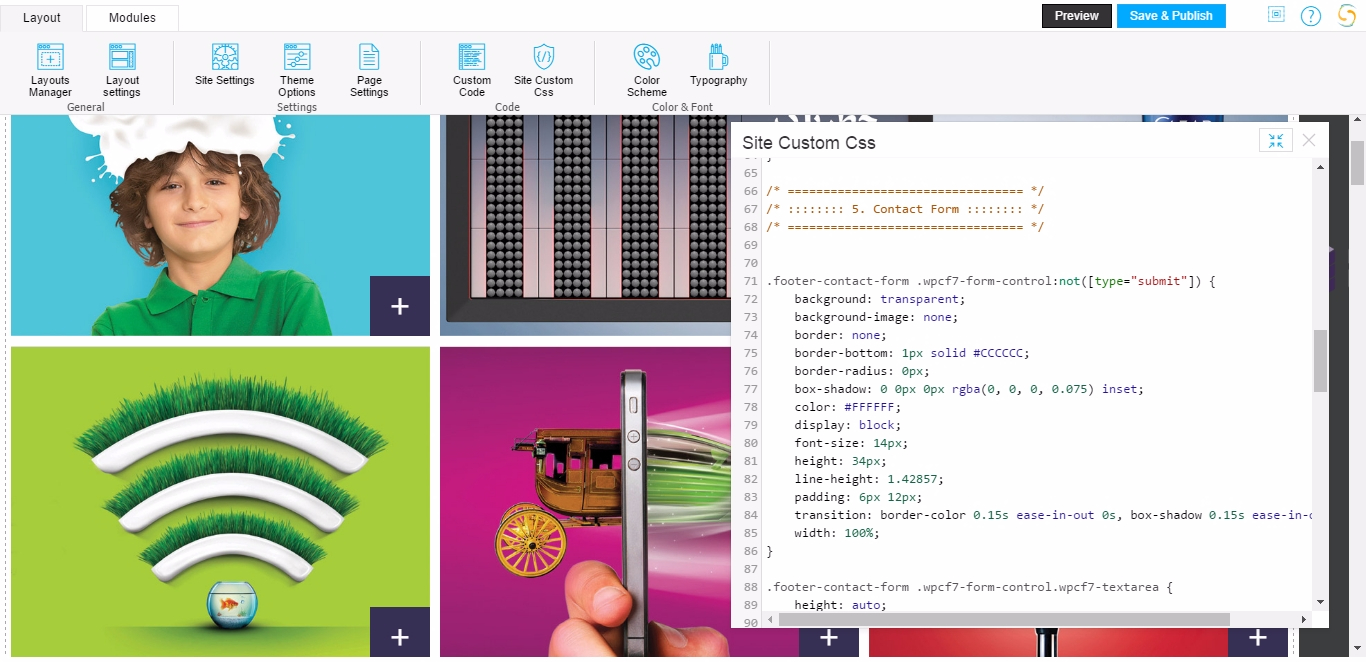 Layout
Modules
Preview
Save & Publish
?
Layouts Manager
Layout settings
Site Settings
Theme Options
Page Settings
Custom Code
Site Custom Css
Color Scheme
Typography
General
Settings
Code
Color & Font
Site Custom Css
65
66 /* ================================= */
67 /* :::::::: 5. Contact Form :::::::: */
68 /* ================================= */
69
70
71 .footer-contact-form .wpcf7-form-control:not([type="submit"]) {
72 background: transparent;
73 background-image: none;
74 border: none;
75 border-bottom: 1px solid #CCCCCC;
76 border-radius: 0px;
77 box-shadow: 0 0px 0px rgba(0, 0, 0, 0.075) inset;
78 color: #FFFFFF;
79 display: block;
80 font-size: 14px;
81 height: 34px;
82 line-height: 1.42857;
83 padding: 6px 12px;
84 transition: border-color 0.15s ease-in-out 0s, box-shadow 0.15s ease-in-o
85 width: 100%;
86 }
87
88 .footer-contact-form .wpcf7-form-control.wpcf7-textarea {
89 height: auto;
90